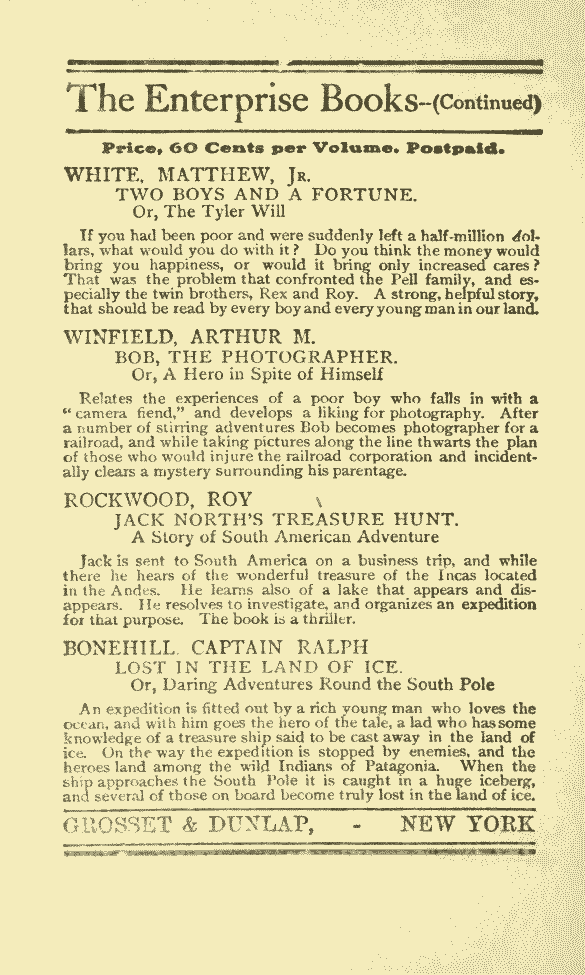 The Enterprise Books--(Continued)
Price, 60 Cents per Volume. Postpaid.
WHITE, MATTHEW, JR.
TWO BOYS AND A FORTUNE.
Or, The Tyler Will
If you had been poor and were suddenly left a half-million dol-
lars, what would you do with it? Do you think the money would
bring you happiness, or would it bring only increased cares?
That was the problem that confronted the Pell family, and es-
pecially the twin brothers, Rex and Roy. A strong, helpful story,
that should be read by every boy and every young man in our land.
WINFIELD, ARTHUR M.
BOB, THE PHOTOGRAPHER.
Or, A Hero in Spite of Himself
Relates the experiences of a poor boy who falls in with a
"camera fiend," and develops a liking for photography. After
a number of stirring adventures Bob becomes photographer for a
railroad, and while taking pictures along the line thwarts the plan
of those who would injure the railroad corporation and incident-
ally clears a mystery surrounding his parentage.
ROCKWOOD, ROY
JACK NORTH'S TREASURE HUNT.
A Story of South American Adventure
Jack is sent to South America on a business trip, and while
there he hears of the wonderful treasure of the Incas located
in the Andes. He learns also of a lake that appears and dis-
appears. He resolves to investigate, and organizes an expedition
for that purpose. The book is a thriller.
BONEHILL. CAPTAIN RALPH
LOST IN THE LAND OF ICE.
Or, Daring Adventures Round the South Pole
An expedition is fitted out by a rich young man who loves the
ocean, and with him goes the hero of the tale, a lad who has some
knowledge of a treasure ship said to be cast away in the land of
ice. On the way the expedition is stopped by enemies, and the
heroes land among the wild Indians of Patagonia. When the
ship approaches the South Pole it is caught in a huge iceberg,
and several of those on board become truly lost in the land of ice.
GROSSET & DUNLAP, - NEW YORK